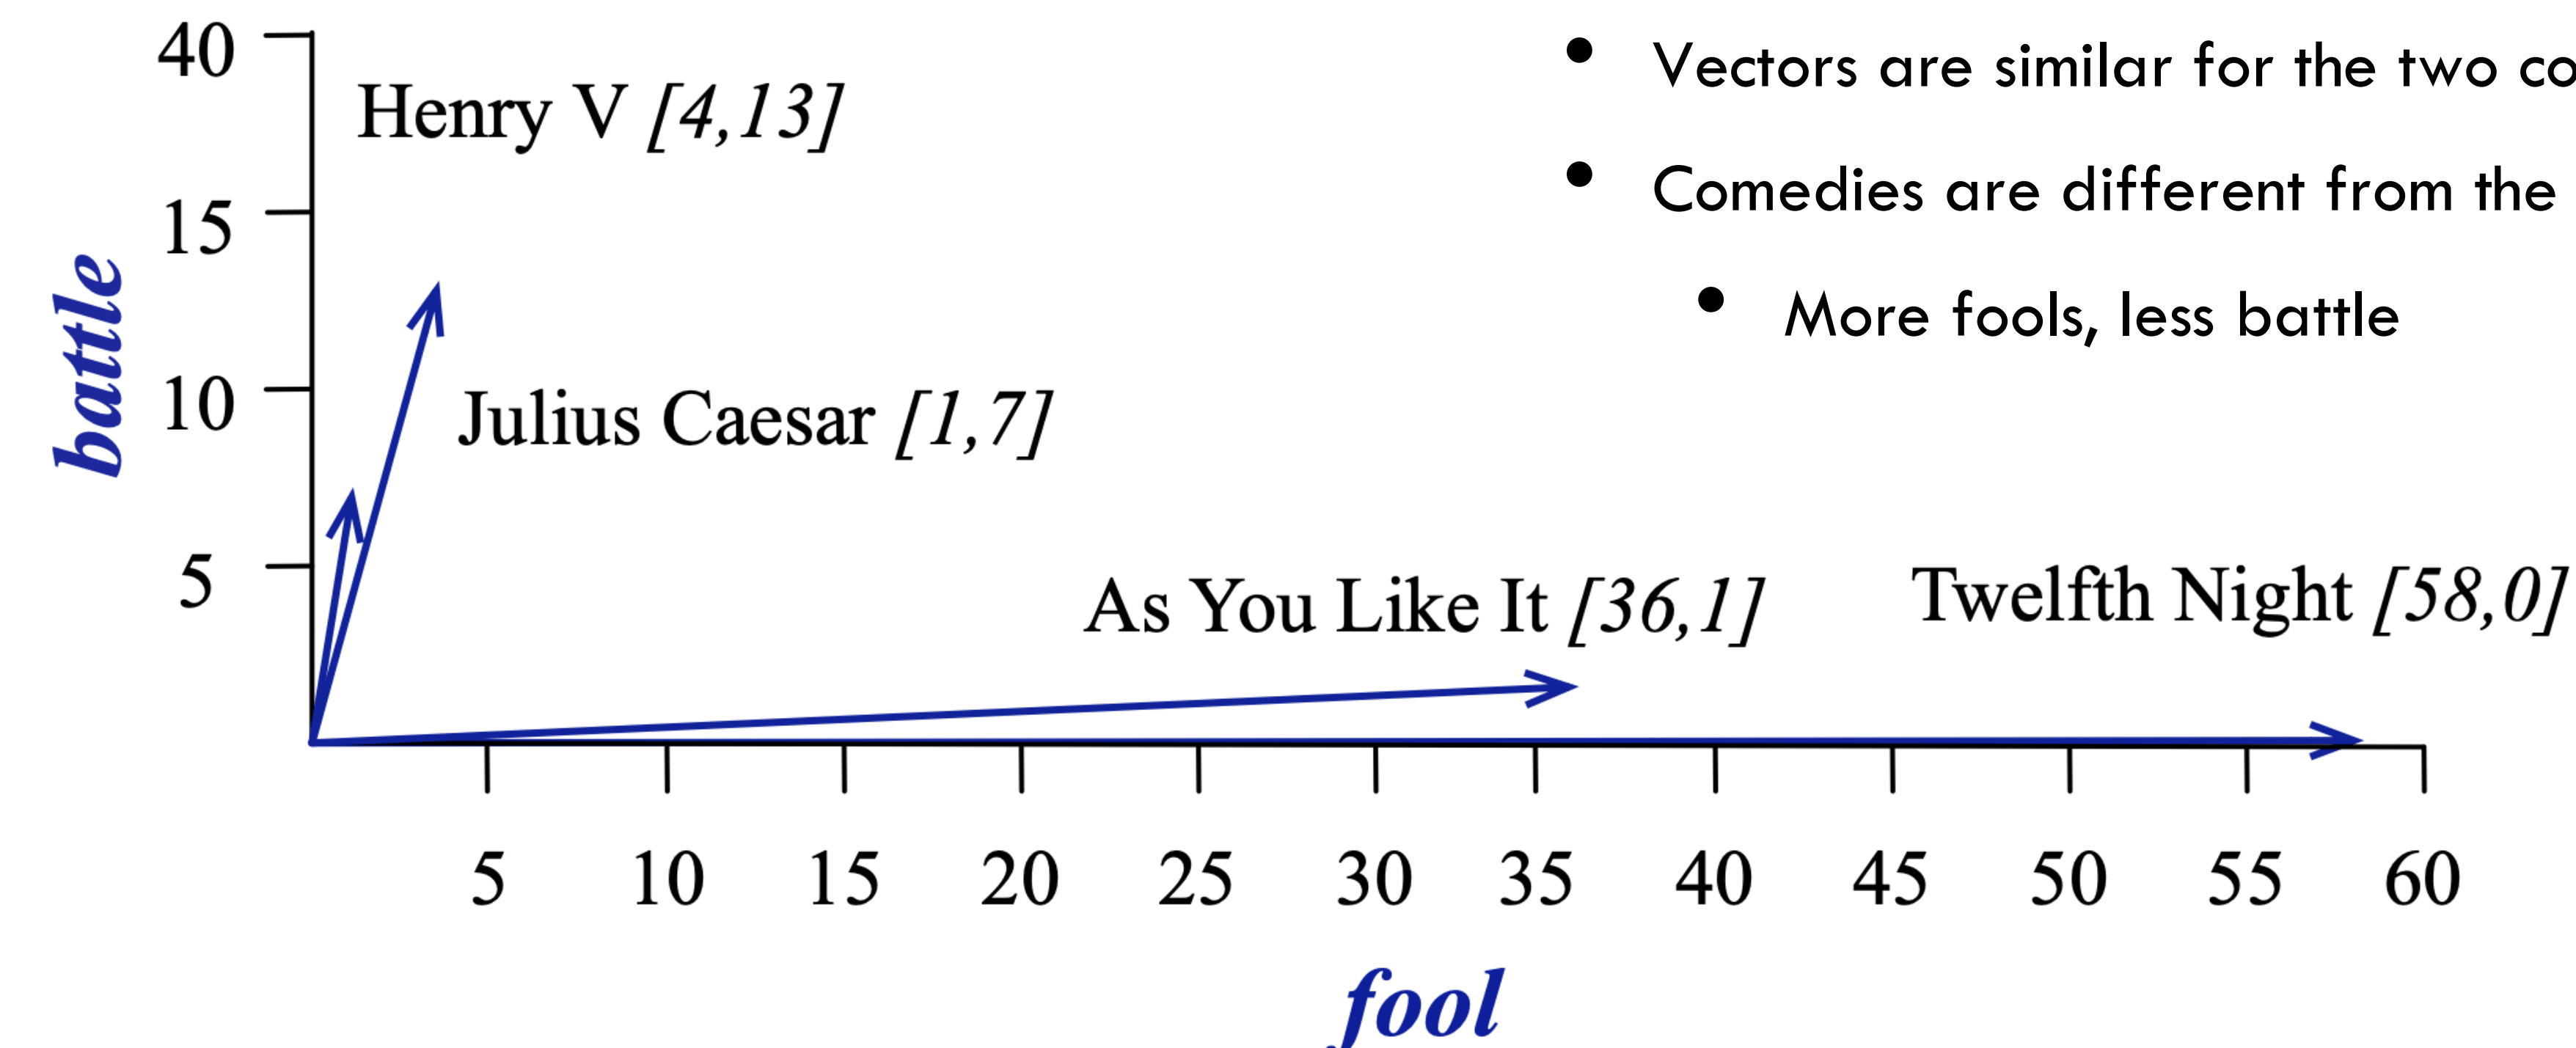 40
Henry V [4,13]
• Vectors are similar for the two
15
• Comedies are different from the
• More fools, less battle
battle
10
Julius Caesar [1,7]
5
As You Like It [36,1]
Twelfth Night [58,0]
5 10 15 20 25 30 35 40 45 50 55 60
fool